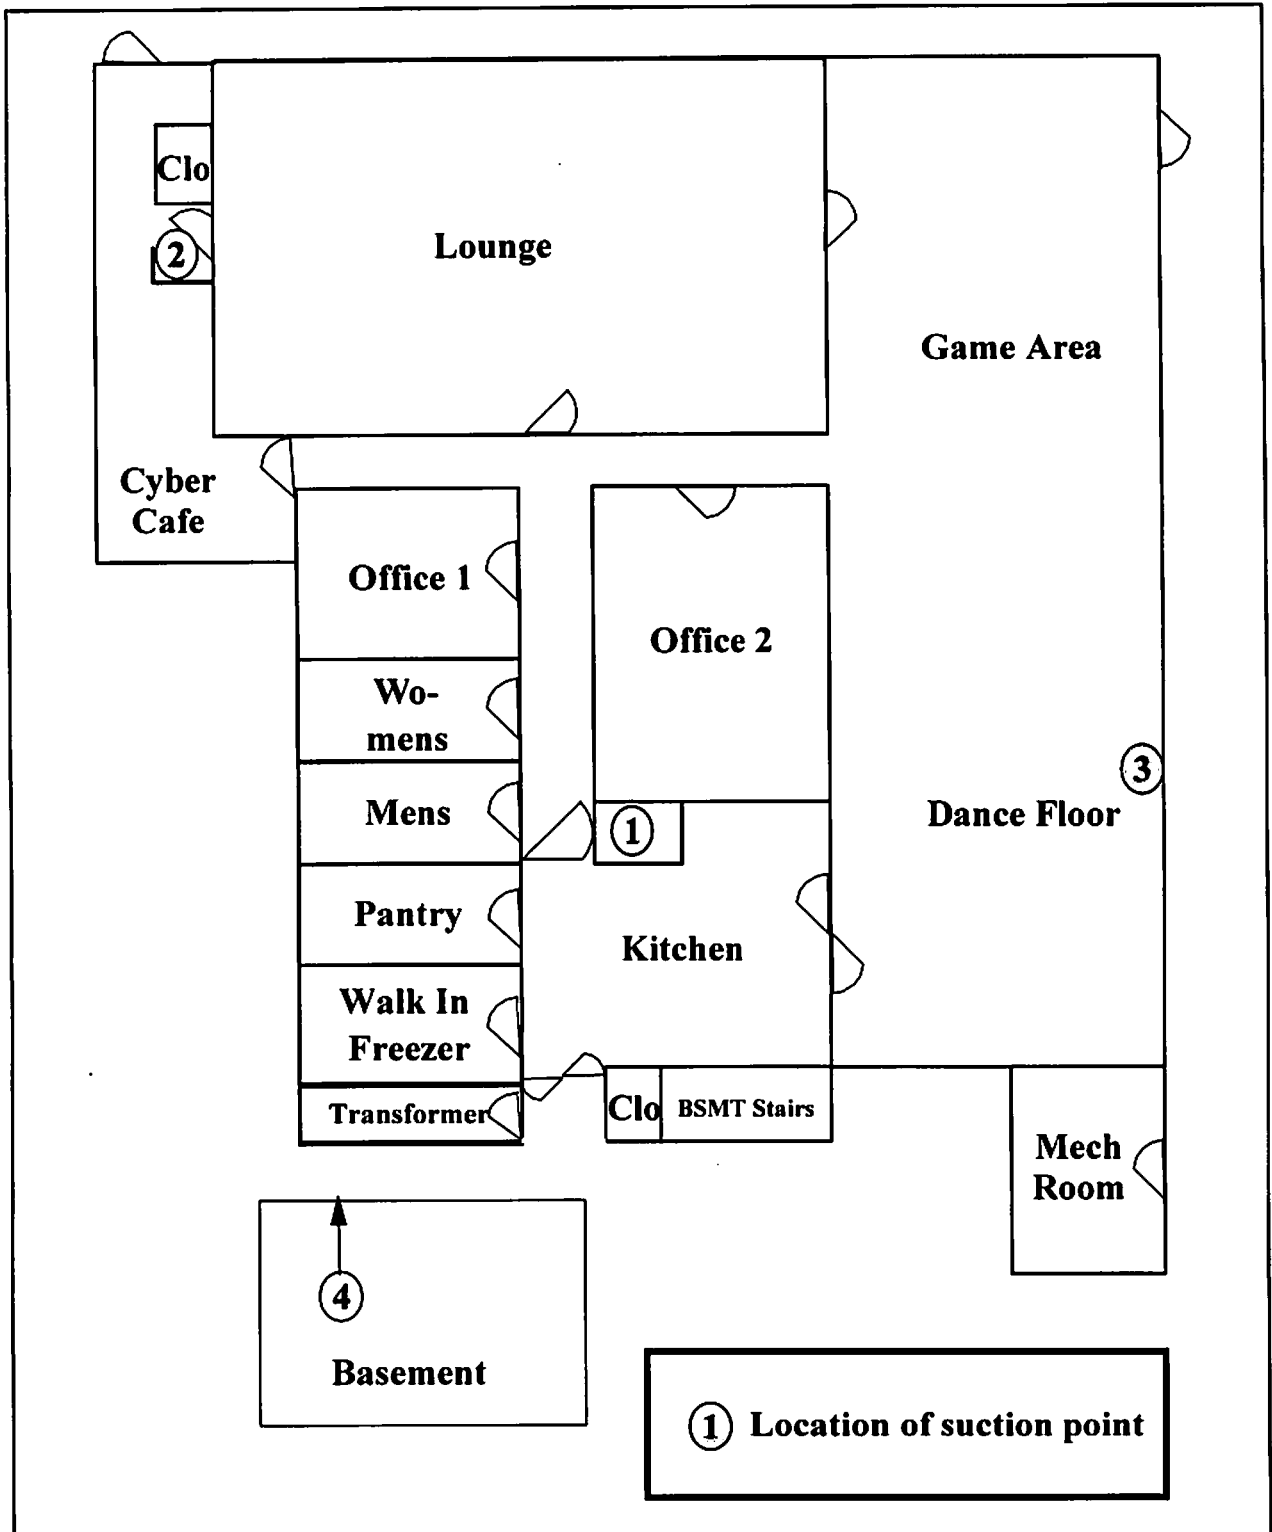 Clo
2
Lounge
Game Area
Cyber
Cafe
Office 1
Office 2
Wo-
mens
3
Mens
1
Dance Floor
Pantry
Kitchen
Walk In
Freezer
Transformer
Clo
BSMT Stairs
Mech
Room
4
Basement
1 Location of suction point